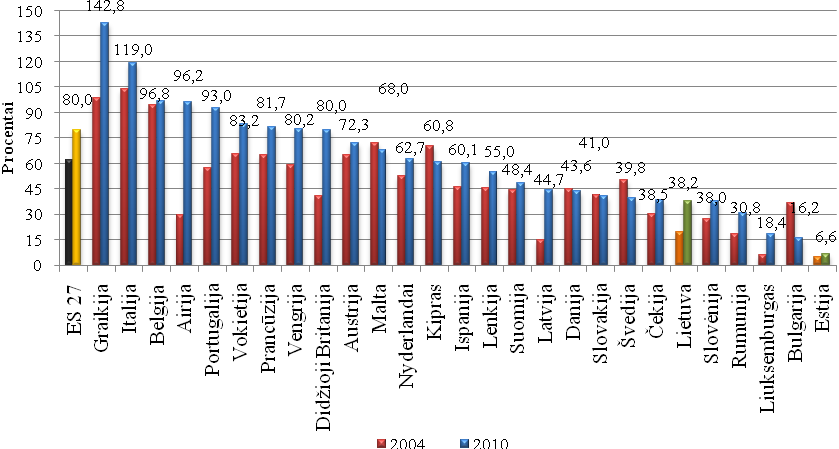 Procentai
150
135
120
105
90
75
60
45
30
15
0
80,0
142,8
119,0
96,8
96,2
93,0
83,2
81,7
80,2
80,0
72,3
68,0
62,7
60,8
60,1
55,0
48,4
44,7
43,6
41,0
39,8
38,5
38,2
38,0
30,8
18,4
16,2
6,6
ES 27
Graikija
Italija
Belgija
Airija
Portugalija
Vokietija
Prancūzija
Vengrija
Didžioji Britanija
Austrija
Malta
Nyderlandai
Kipras
Ispanija
Lenkija
Suomija
Latvija
Danija
Slovakija
Švedija
Čekija
Lietuva
Slovėnija
Rumunija
Liuksemburgas
Bulgarija
Estija
2004
2010